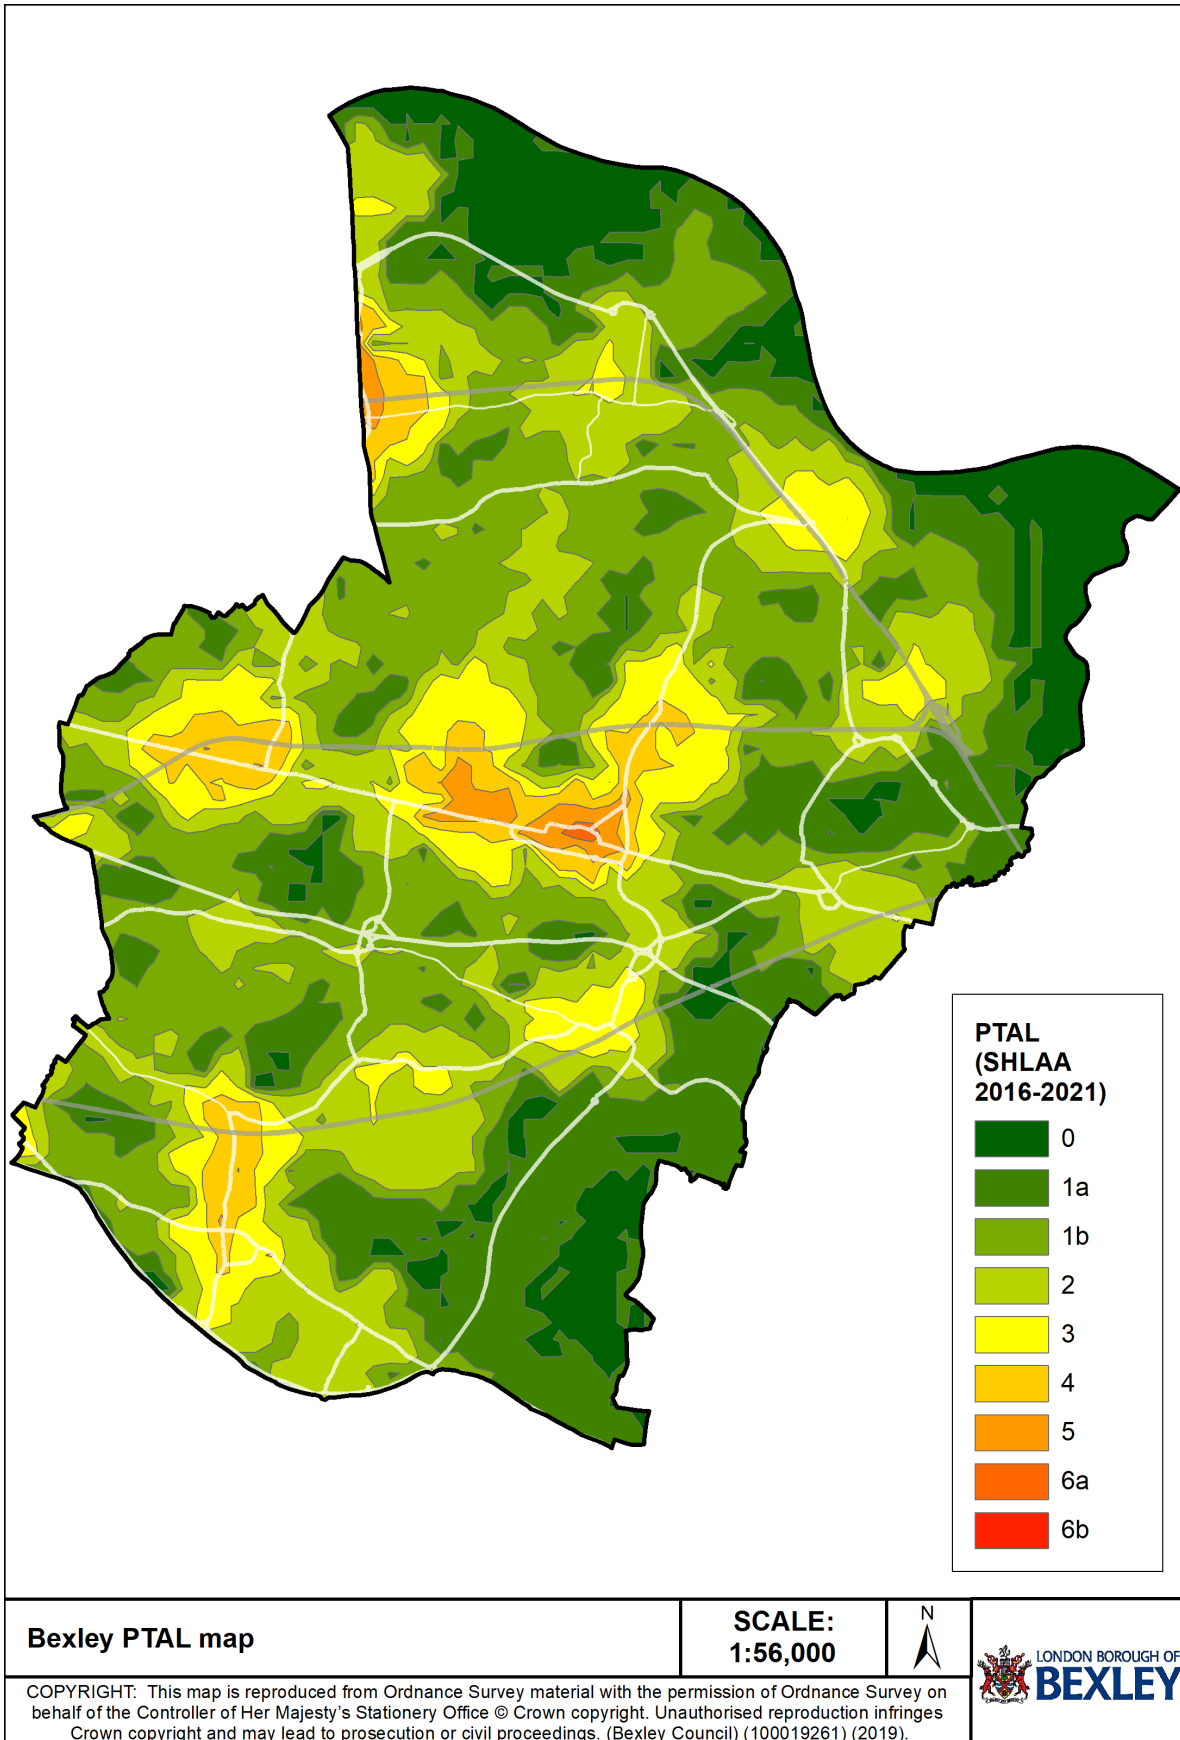 PTAL
(SHLAA
2016-2021)
0
1a
1b
2
3
4
5
6a
6b
Bexley PTAL map
SCALE:
1:56,000
N
LONDON BOROUGH OF
BEXLEY
COPYRIGHT: This map is reproduced from Ordnance Survey material with the permission of Ordnance Survey on
behalf of the Controller of Her Majesty's Stationery Office © Crown copyright. Unauthorised reproduction infringes
Crown copyright and may lead to prosecution or civil proceedings. (Bexley Council) (100019261) (2019).